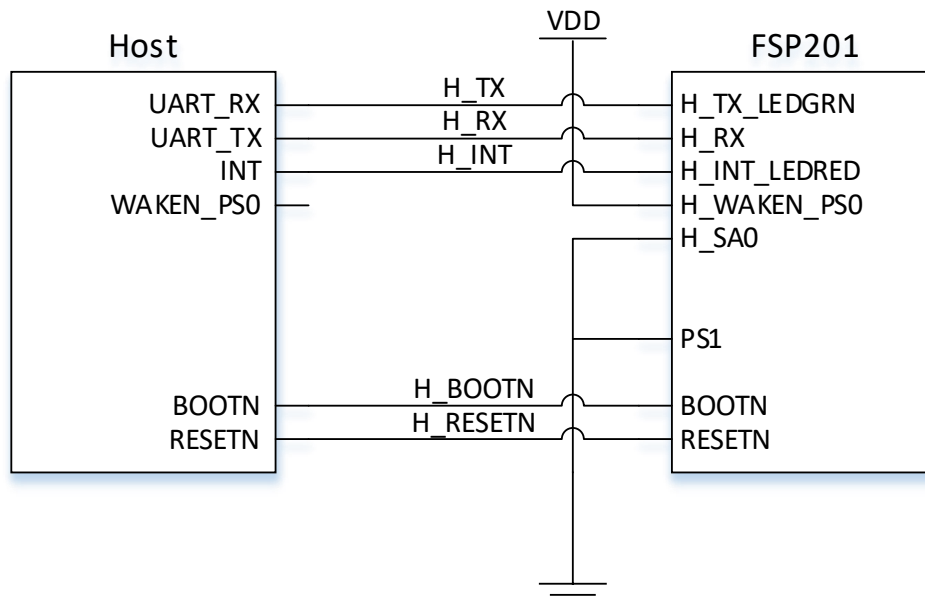 VDD
Host
FSP201
H_TX
UART_RX
H_TX_LEDGRN
H_RX
UART_TX
H_RX
H_INT
INT
H_INT_LEDRED
WAKEN_PS0
H_WAKEN_PS0
H_SA0
PS1
H_BOOTN
BOOTN
BOOTN
H_RESETN
RESETN
RESETN